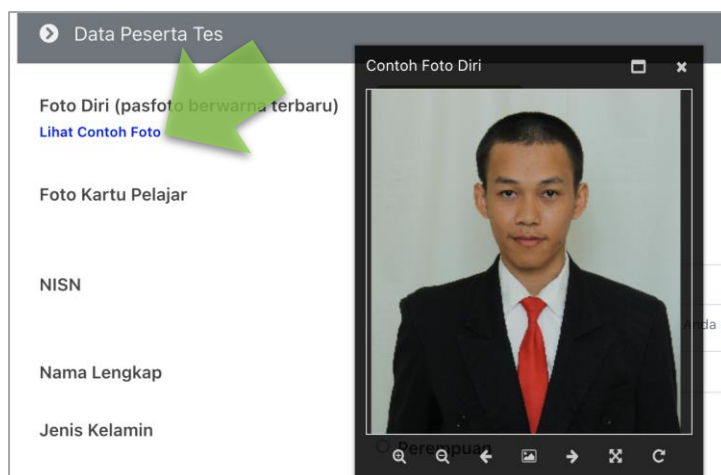 Data Peserta Tes
Contoh Foto Diri
Foto Diri (pasfoto berwarna terbaru)
Lihat Contoh Foto
Foto Kartu Pelajar
NISN
Anda
Nama Lengkap
Jenis Kelamin
Perempuan